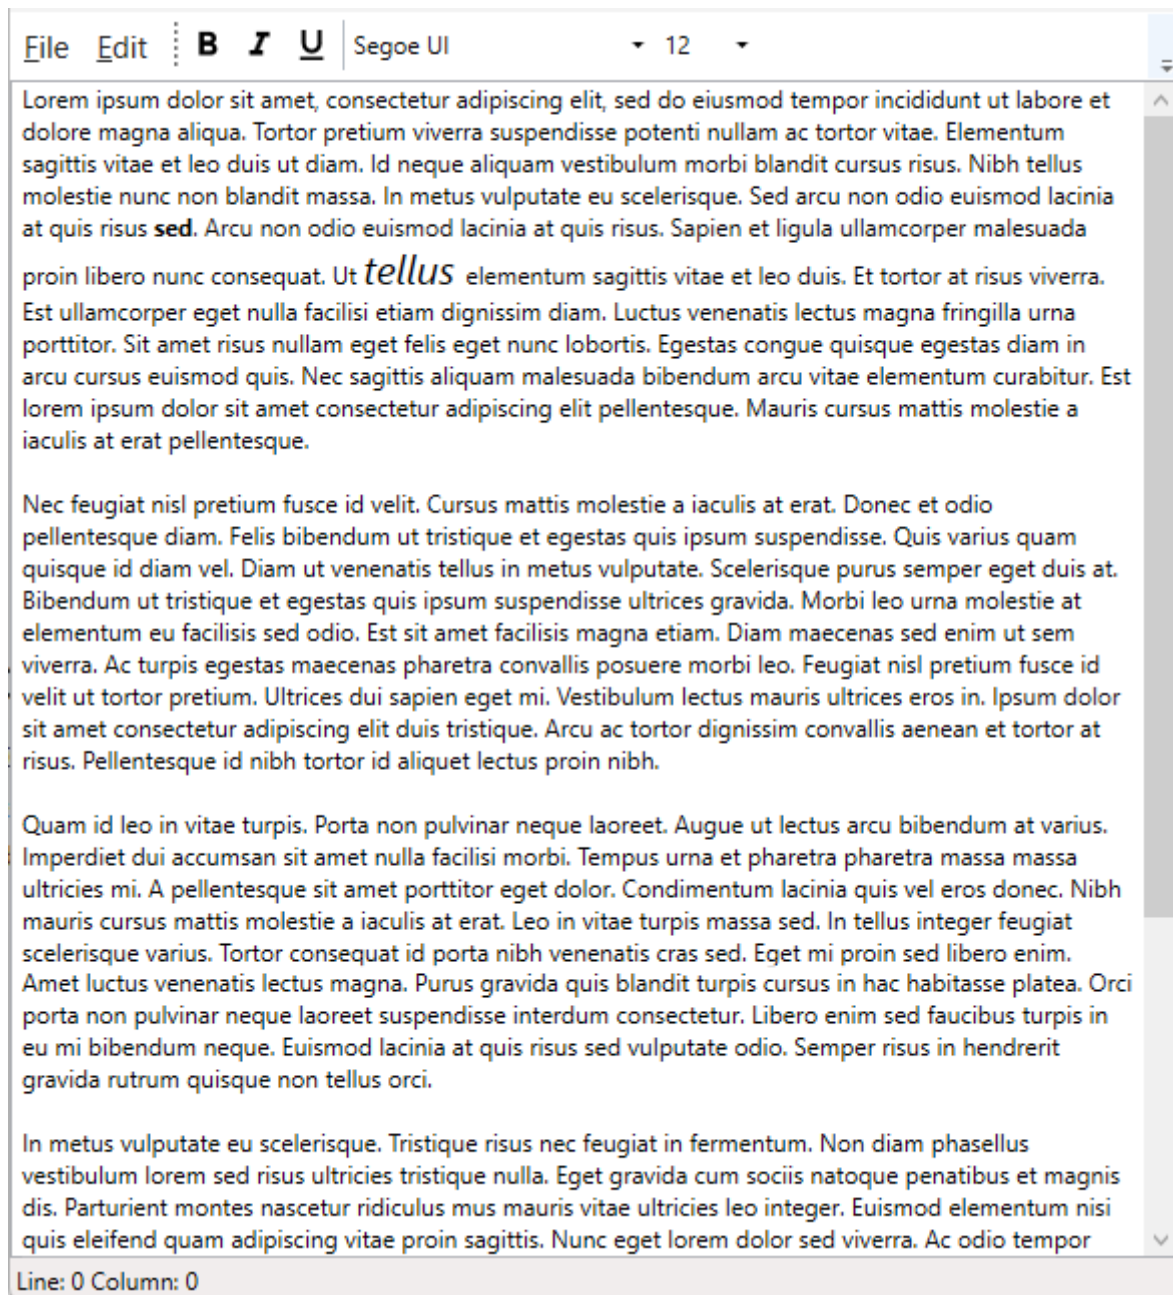 File Edit B I U Segoe UI 12
Lorem ipsum dolor sit amet, consectetur adipiscing elit, sed do eiusmod tempor incididunt ut labore et
dolore magna aliqua. Tortor pretium viverra suspendisse potenti nullam ac tortor vitae. Elementum
sagittis vitae et leo duis ut diam. Id neque aliquam vestibulum morbi blandit cursus risus. Nibh tellus
molestie nunc non blandit massa. In metus vulputate eu scelerisque. Sed arcu non odio euismod lacinia
at quis risus sed. Arcu non odio euismod lacinia at quis risus. Sapien et ligula ullamcorper malesuada
proin libero nunc consequat. Ut tellus elementum sagittis vitae et leo duis. Et tortor at risus viverra.
Est ullamcorper eget nulla facilisi etiam dignissim diam. Luctus venenatis lectus magna fringilla urna
porttitor. Sit amet risus nullam eget felis eget nunc lobortis. Egestas congue quisque egestas diam in
arcu cursus euismod quis. Nec sagittis aliquam malesuada bibendum arcu vitae elementum curabitur. Est
lorem ipsum dolor sit amet consectetur adipiscing elit pellentesque. Mauris cursus mattis molestie a
iaculis at erat pellentesque.
Nec feugiat nisl pretium fusce id velit. Cursus mattis molestie a iaculis at erat. Donec et odio
pellentesque diam. Felis bibendum ut tristique et egestas quis ipsum suspendisse. Quis varius quam
quisque id diam vel. Diam ut venenatis tellus in metus vulputate. Scelerisque purus semper eget duis at.
Bibendum ut tristique et egestas quis ipsum suspendisse ultrices gravida. Morbi leo urna molestie at
elementum eu facilisis sed odio. Est sit amet facilisis magna etiam. Diam maecenas sed enim ut sem
viverra. Ac turpis egestas maecenas pharetra convallis posuere morbi leo. Feugiat nisl pretium fusce id
velit ut tortor pretium. Ultrices dui sapien eget mi. Vestibulum lectus mauris ultrices eros in. Ipsum dolor
sit amet consectetur adipiscing elit duis tristique. Arcu ac tortor dignissim convallis aenean et tortor at
risus. Pellentesque id nibh tortor id aliquet lectus proin nibh.
Quam id leo in vitae turpis. Porta non pulvinar neque laoreet. Augue ut lectus arcu bibendum at varius.
Imperdiet dui accumsan sit amet nulla facilisi morbi. Tempus urna et pharetra pharetra massa massa
ultricies mi. A pellentesque sit amet porttitor eget dolor. Condimentum lacinia quis vel eros donec. Nibh
mauris cursus mattis molestie a iaculis at erat. Leo in vitae turpis massa sed. In tellus integer feugiat
scelerisque varius. Tortor consequat id porta nibh venenatis cras sed. Eget mi proin sed libero enim.
Amet luctus venenatis lectus magna. Purus gravida quis blandit turpis cursus in hac habitasse platea. Orci
porta non pulvinar neque laoreet suspendisse interdum consectetur. Libero enim sed faucibus turpis in
eu mi bibendum neque. Euismod lacinia at quis risus sed vulputate odio. Semper risus in hendrerit
gravida rutrum quisque non tellus orci.
In metus vulputate eu scelerisque. Tristique risus nec feugiat in fermentum. Non diam phasellus
vestibulum lorem sed risus ultricies tristique nulla. Eget gravida cum sociis natoque penatibus et magnis
dis. Parturient montes nascetur ridiculus mus mauris vitae ultricies leo integer. Euismod elementum nisi
quis eleifend quam adipiscing vitae proin sagittis. Nunc eget lorem dolor sed viverra. Ac odio tempor
Line: 0 Column: 0